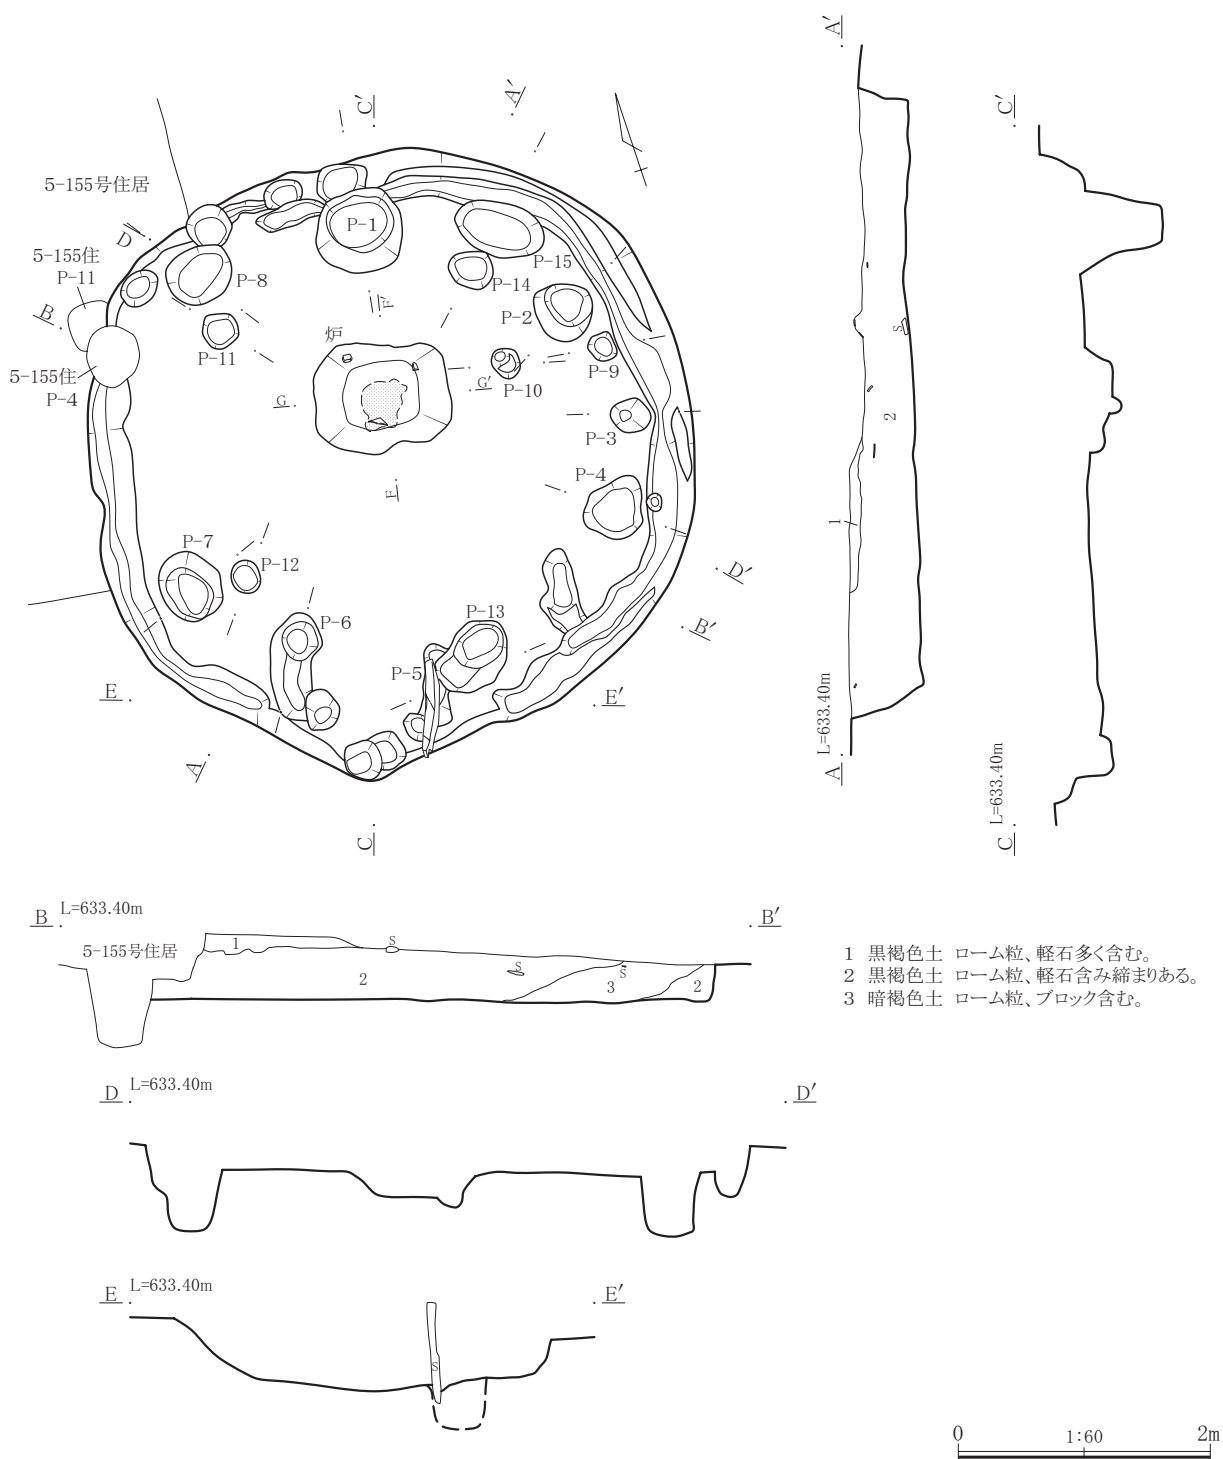 A′
C′
5-155号住居
D
5-155住
P-11
B
5-155住
P-4
P-1
P-15
P-14
P-8
P-2
P-11
炉
F′
P-9
P-10
G
G′
P-3
P-4
F
P-7
P-12
P-6
P-13
P-5
D′
B′
E
E′
A
C
A′
S
2
1
L=633.40m
A
C′
L=633.40m
C
B
L=633.40m
B′
5-155号住居
1
S
2
S
S
3
2
1 黒褐色土 ローム粒、軽石多く含む。
2 黒褐色土 ローム粒、軽石含み締まりある。
3 暗褐色土 ローム粒、ブロック含む。
D
L=633.40m
D′
E
L=633.40m
E′
S
0
1:60
2m